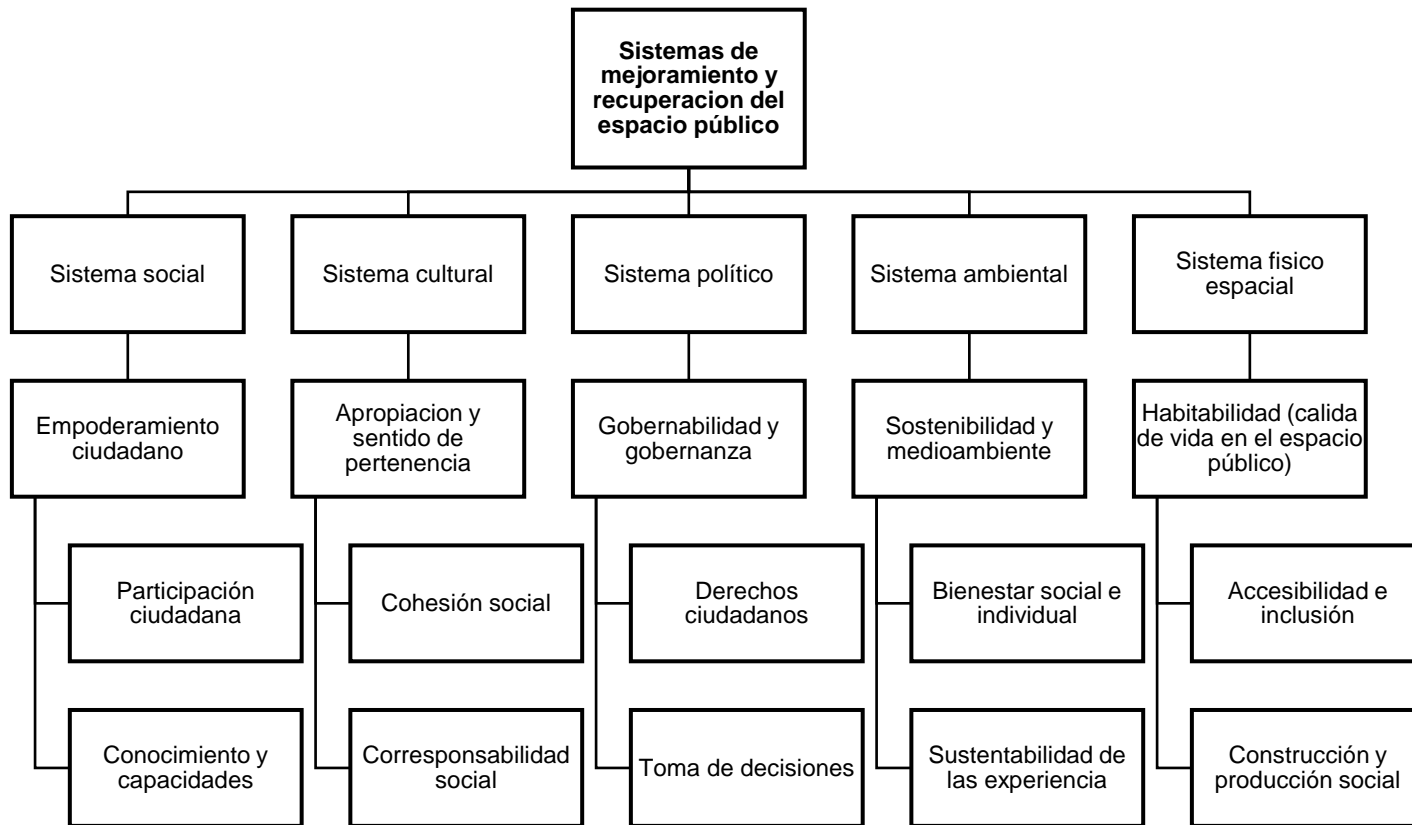 Sistemas de
mejoramiento y
recuperacion del
espacio público
Sistema social
Sistema cultural
Sistema político
Sistema ambiental
Sistema fisico
espacial
Empoderamiento
ciudadano
Apropiacion y
sentido de
pertenencia
Gobernabilidad y
gobernanza
Sostenibilidad y
medioambiente
Habitabilidad (calida
de vida en el espacio
público)
Participación
ciudadana
Cohesión social
Derechos
ciudadanos
Bienestar social e
individual
Accesibilidad e
inclusión
Conocimiento y
capacidades
Corresponsabilidad
social
Toma de decisiones
Sustentabilidad de
las experiencia
Construcción y
producción social